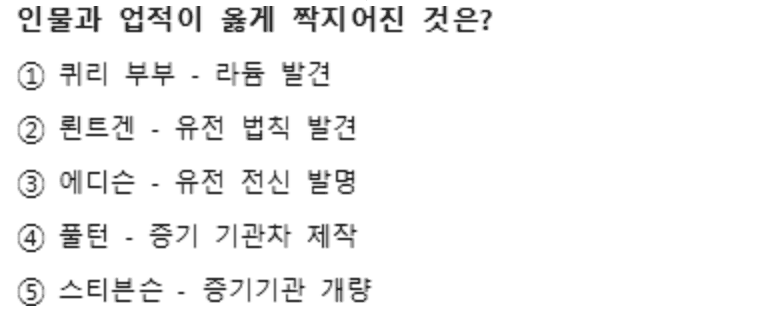 인물과 업적이 옳게 짝지어진 것은?
① 퀴리 부부 - 라듐 발견
② 뢴트겐 - 유전 법칙 발견
③ 에디슨 - 유전 전신 발명
④ 풀턴 - 증기 기관차 제작
⑤ 스티븐슨 - 증기기관 개량